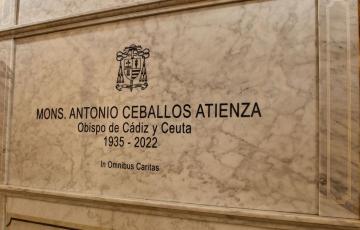 MONS. ANTONIO CEBALLOS ATIENZA
Obispo de Cádiz y Ceuta
1935 - 2022
In Omnibus Caritas